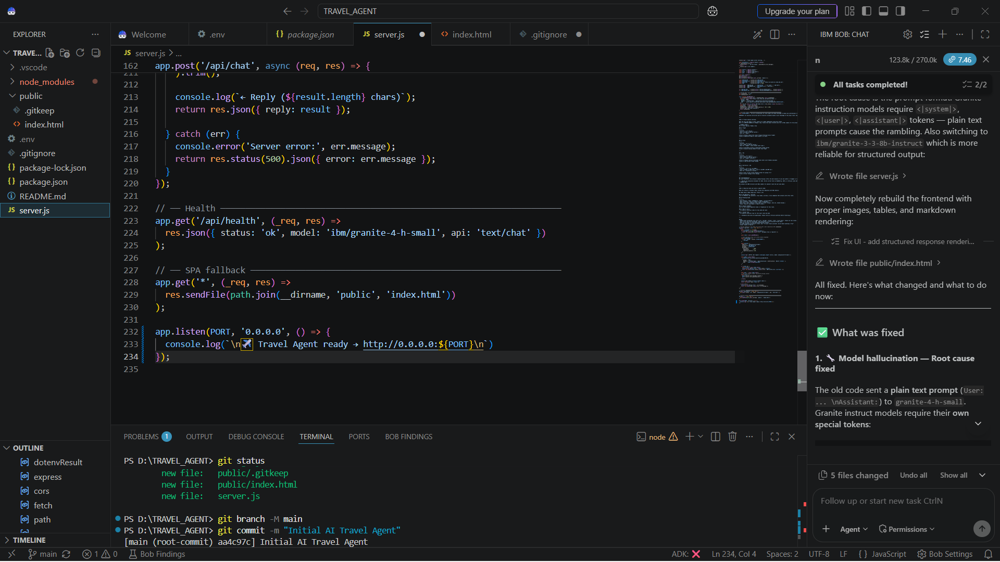 TRAVEL_AGENT
Upgrade your plan
EXPLORER
TRAVE...
.vscode
node_modules
public
.gitkeep
index.html
.env
.gitignore
package-lock.json
package.json
README.md
JS server.js
OUTLINE
dotenvResult
express
cors
fetch
path
TIMELINE
Welcome
.env
{} package.json
JS server.js
<> index.html
.gitignore
JS server.js > ...
162 app.post('/api/chat', async (req, res) => {
211 ).trim();
212
213 console.log(`← Reply (${result.length} chars)`);
214 return res.json({ reply: result });
215
216 } catch (err) {
217 console.error('Server error:', err.message);
218 return res.status(500).json({ error: err.message });
219 }
220 });
221
222 // —— Health ——————————
223 app.get('/api/health', (_req, res) =>
224 res.json({ status: 'ok', model: 'ibm/granite-4-h-small', api: 'text/chat' })
225 );
226
227 // —— SPA fallback ——————————
228 app.get('*', (_req, res) =>
229 res.sendFile(path.join(__dirname, 'public', 'index.html'))
230 );
231
232 app.listen(PORT, '0.0.0.0', () => {
233 console.log(`\n✈️ Travel Agent ready → http://0.0.0.0:${PORT}\n`)
234 });
235
PROBLEMS 1 OUTPUT DEBUG CONSOLE TERMINAL PORTS BOB FINDINGS
node
PS D:\TRAVEL_AGENT> git status
new file: public/.gitkeep
new file: public/index.html
new file: server.js
PS D:\TRAVEL_AGENT> git branch -M main
PS D:\TRAVEL_AGENT> git commit -m "Initial AI Travel Agent"
[main (root-commit) aa4c97c] Initial AI Travel Agent
IBM BOB: CHAT
n 123.8k / 270.0k 7.46
All tasks completed! 2/2
The root cause is the prompt format. Granite
instruction models require <|system|>,
<|user|>, <|assistant|> tokens — plain text
prompts cause the rambling. Also switching to
ibm/granite-3-3-8b-instruct which is more
reliable for structured output:
Wrote file server.js >
Now completely rebuild the frontend with
proper images, tables, and markdown
rendering:
Fix UI - add structured response renderi...
Wrote file public/index.html >
All fixed. Here's what changed and what to do
now:
✅ What was fixed
1. 🔧 Model hallucination — Root cause
fixed
The old code sent a plain text prompt (User:
... \nAssistant:) to granite-4-h-small.
Granite instruct models require their own
special tokens:
5 files changed Undo all Show all
Follow up or start new task CtrlN
Agent Permissions
main 1 0 Bob Findings
ADK: ❌ Ln 234, Col 4 Spaces: 2 UTF-8 LF {} JavaScript Bob Settings